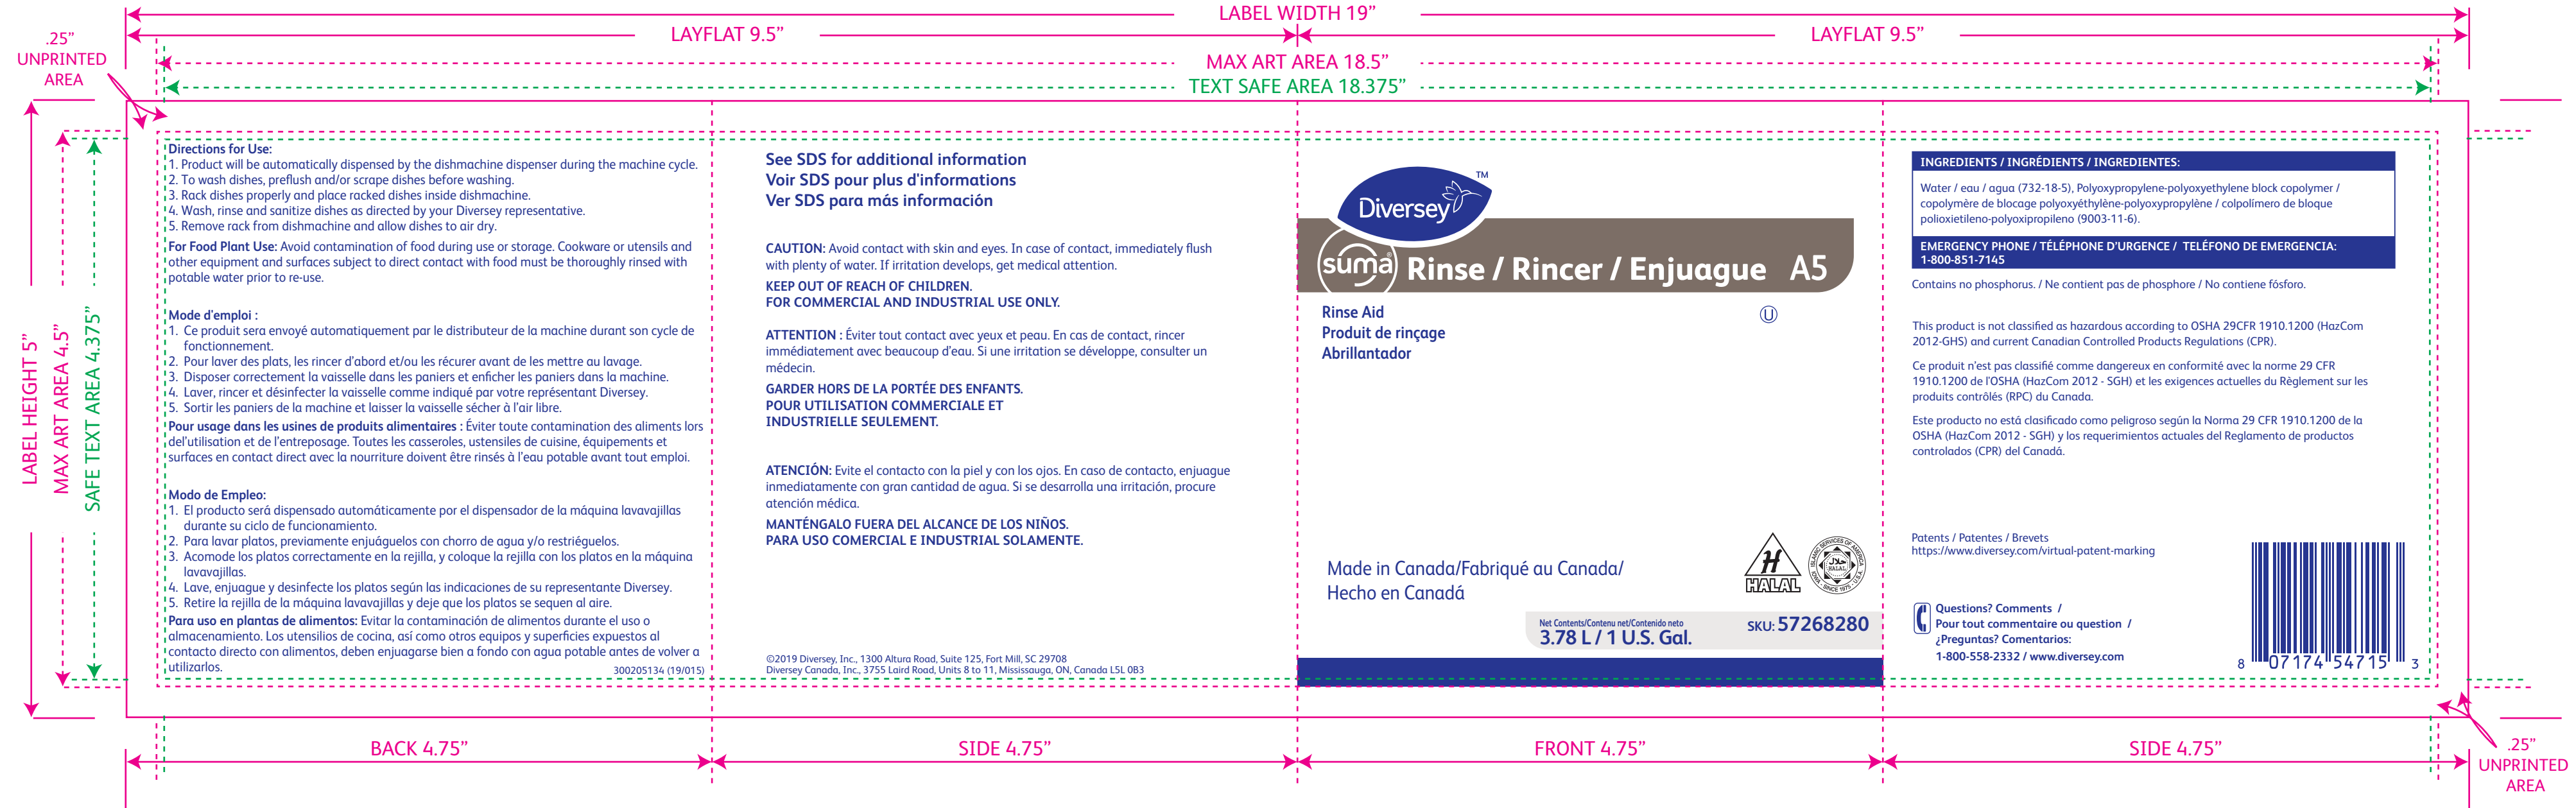 LABEL WIDTH 19”
LAYFLAT 9.5”
LAYFLAT 9.5”
MAX ART AREA 18.5”
TEXT SAFE AREA 18.375”
.25”
UNPRINTED
AREA
LABEL HEIGHT 5”
MAX ART AREA 4.5”
SAFE TEXT AREA 4.375”
Directions for Use:
1. Product will be automatically dispensed by the dishmachine dispenser during the machine cycle.
2. To wash dishes, preflush and/or scrape dishes before washing.
3. Rack dishes properly and place racked dishes inside dishmachine.
4. Wash, rinse and sanitize dishes as directed by your Diversey representative.
5. Remove rack from dishmachine and allow dishes to air dry.
For Food Plant Use: Avoid contamination of food during use or storage. Cookware or utensils and
other equipment and surfaces subject to direct contact with food must be thoroughly rinsed with
potable water prior to re-use.
Mode d'emploi :
1. Ce produit sera envoyé automatiquement par le distributeur de la machine durant son cycle de
fonctionnement.
2. Pour laver des plats, les rincer d’abord et/ou les récurer avant de les mettre au lavage.
3. Disposer correctement la vaisselle dans les paniers et enficher les paniers dans la machine.
4. Laver, rincer et désinfecter la vaisselle comme indiqué par votre représentant Diversey.
5. Sortir les paniers de la machine et laisser la vaisselle sécher à l’air libre.
Pour usage dans les usines de produits alimentaires : Éviter toute contamination des aliments lors
del’utilisation et de l’entreposage. Toutes les casseroles, ustensiles de cuisine, équipements et
surfaces en contact direct avec la nourriture doivent être rinsés à l’eau potable avant tout emploi.
Modo de Empleo:
1. El producto será dispensado automáticamente por el dispensador de la máquina lavavajillas
durante su ciclo de funcionamiento.
2. Para lavar platos, previamente enjuáguelos con chorro de agua y/o restriéguelos.
3. Acomode los platos correctamente en la rejilla, y coloque la rejilla con los platos en la máquina
lavavajillas.
4. Lave, enjuague y desinfecte los platos según las indicaciones de su representante Diversey.
5. Retire la rejilla de la máquina lavavajillas y deje que los platos se sequen al aire.
Para uso en plantas de alimentos: Evitar la contaminación de alimentos durante el uso o
almacenamiento. Los utensilios de cocina, así como otros equipos y superficies expuestos al
contacto directo con alimentos, deben enjuagarse bien a fondo con agua potable antes de volver a
utilizarlos.
300205134 (19/015)
See SDS for additional information
Voir SDS pour plus d'informations
Ver SDS para más información
CAUTION: Avoid contact with skin and eyes. In case of contact, immediately flush
with plenty of water. If irritation develops, get medical attention.
KEEP OUT OF REACH OF CHILDREN.
FOR COMMERCIAL AND INDUSTRIAL USE ONLY.
ATTENTION : Éviter tout contact avec yeux et peau. En cas de contact, rincer
immédiatement avec beaucoup d’eau. Si une irritation se développe, consulter un
médecin.
GARDER HORS DE LA PORTÉE DES ENFANTS.
POUR UTILISATION COMMERCIALE ET
INDUSTRIELLE SEULEMENT.
ATENCIÓN: Evite el contacto con la piel y con los ojos. En caso de contacto, enjuague
inmediatamente con gran cantidad de agua. Si se desarrolla una irritación, procure
atención médica.
MANTÉNGALO FUERA DEL ALCANCE DE LOS NIÑOS.
PARA USO COMERCIAL E INDUSTRIAL SOLAMENTE.
©2019 Diversey, Inc., 1300 Altura Road, Suite 125, Fort Mill, SC 29708
Diversey Canada, Inc., 3755 Laird Road, Units 8 to 11, Mississauga, ON, Canada L5L 0B3
Diversey™
suma® Rinse / Rincer / Enjuague A5
Rinse Aid
Produit de rinçage
Abrillantador
U
Made in Canada/Fabriqué au Canada/
Hecho en Canadá
H
HALAL
ISLAMIC SERVICES OF AMERICA
حلال
HALAL
IOWA - SINCE 1975 - U.S.A.
Net Contents/Contenu net/Contenido neto
3.78 L / 1 U.S. Gal.
SKU: 57268280
INGREDIENTS / INGRÉDIENTS / INGREDIENTES:
Water / eau / agua (732-18-5), Polyoxypropylene-polyoxyethylene block copolymer /
copolymère de blocage polyoxyéthylène-polyoxypropylène / colpolímero de bloque
polioxietileno-polyoxipropileno (9003-11-6).
EMERGENCY PHONE / TÉLÉPHONE D’URGENCE / TELÉFONO DE EMERGENCIA:
1-800-851-7145
Contains no phosphorus. / Ne contient pas de phosphore / No contiene fósforo.
This product is not classified as hazardous according to OSHA 29CFR 1910.1200 (HazCom
2012-GHS) and current Canadian Controlled Products Regulations (CPR).
Ce produit n'est pas classifié comme dangereux en conformité avec la norme 29 CFR
1910.1200 de l'OSHA (HazCom 2012 - SGH) et les exigences actuelles du Règlement sur les
produits contrôlés (RPC) du Canada.
Este producto no está clasificado como peligroso según la Norma 29 CFR 1910.1200 de la
OSHA (HazCom 2012 - SGH) y los requerimientos actuales del Reglamento de productos
controlados (CPR) del Canadá.
Patents / Patentes / Brevets
https://www.diversey.com/virtual-patent-marking
Questions? Comments /
Pour tout commentaire ou question /
¿Preguntas? Comentarios:
1-800-558-2332 / www.diversey.com
8 07174 54715 3
BACK 4.75”
SIDE 4.75”
FRONT 4.75”
SIDE 4.75”
.25”
UNPRINTED
AREA